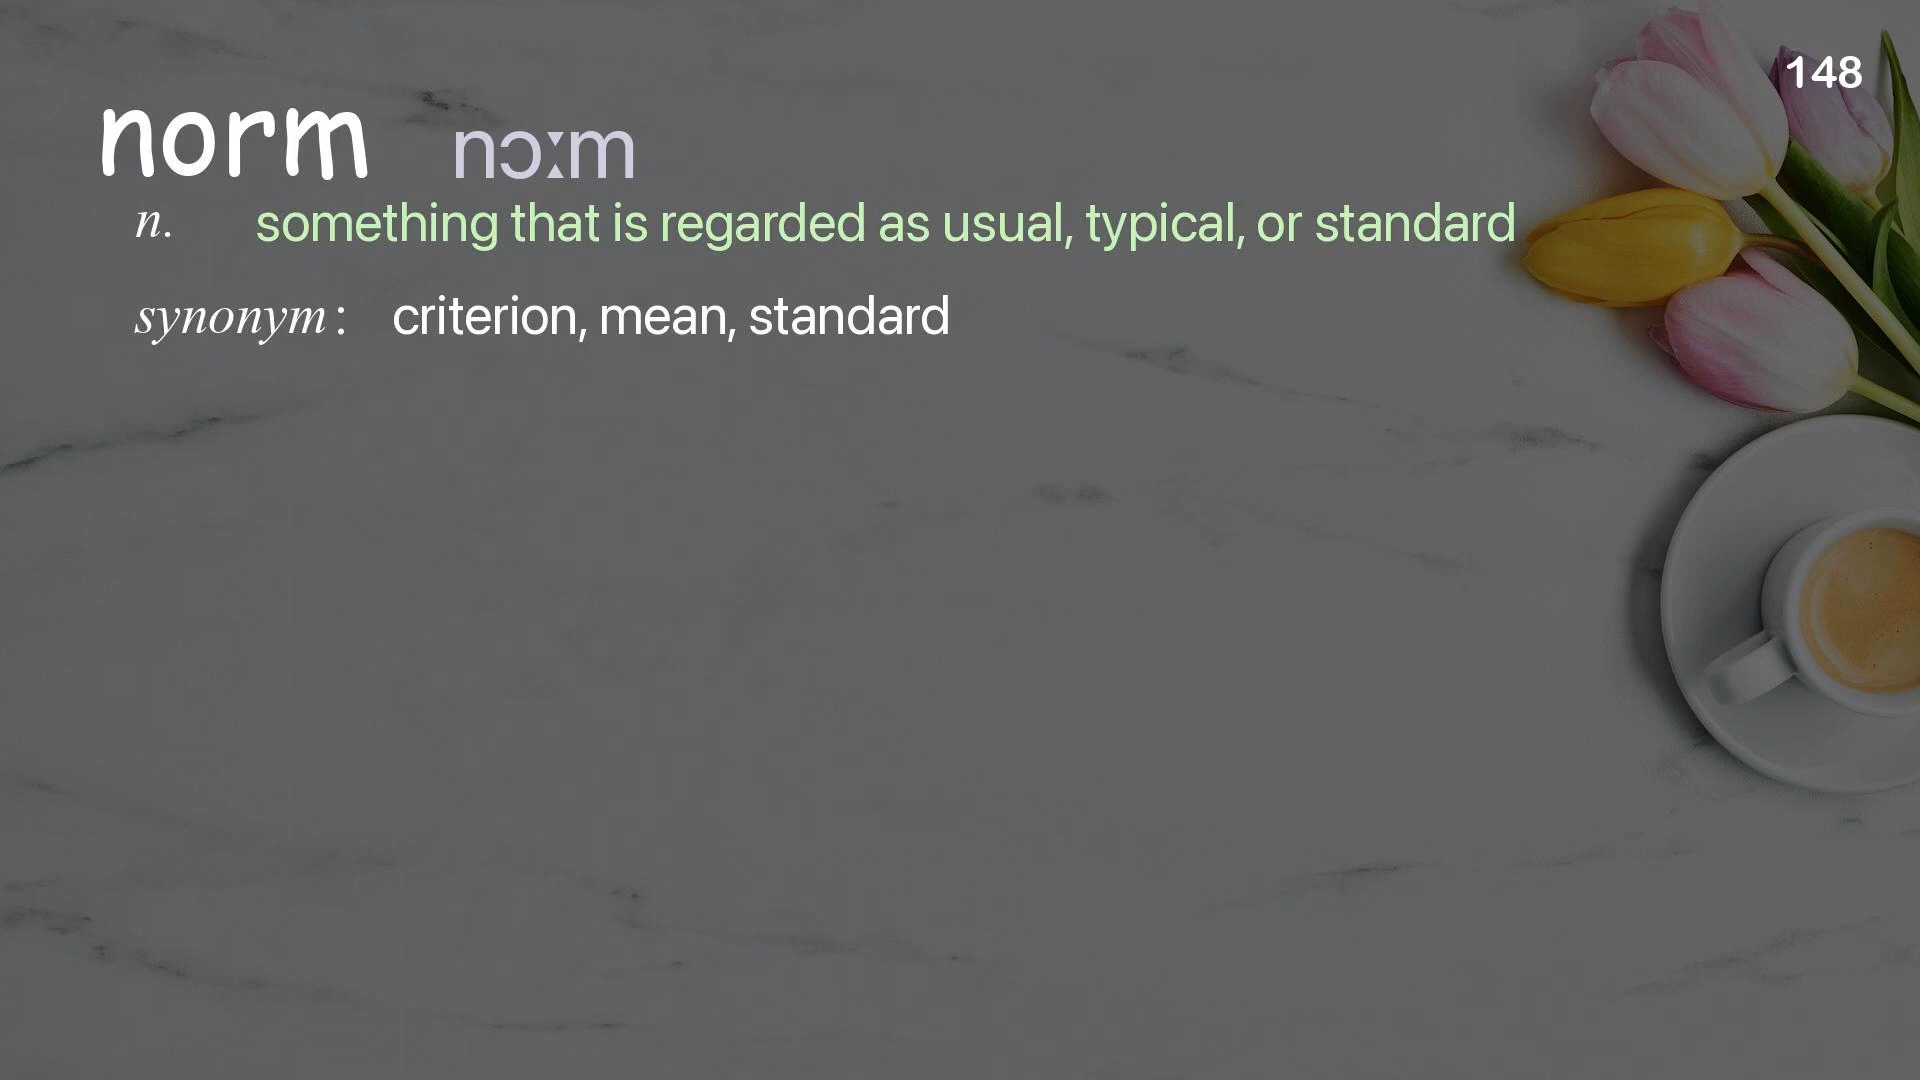 148
norm nɔːm
n. something that is regarded as usual, typical, or standard
synonym : criterion, mean, standard